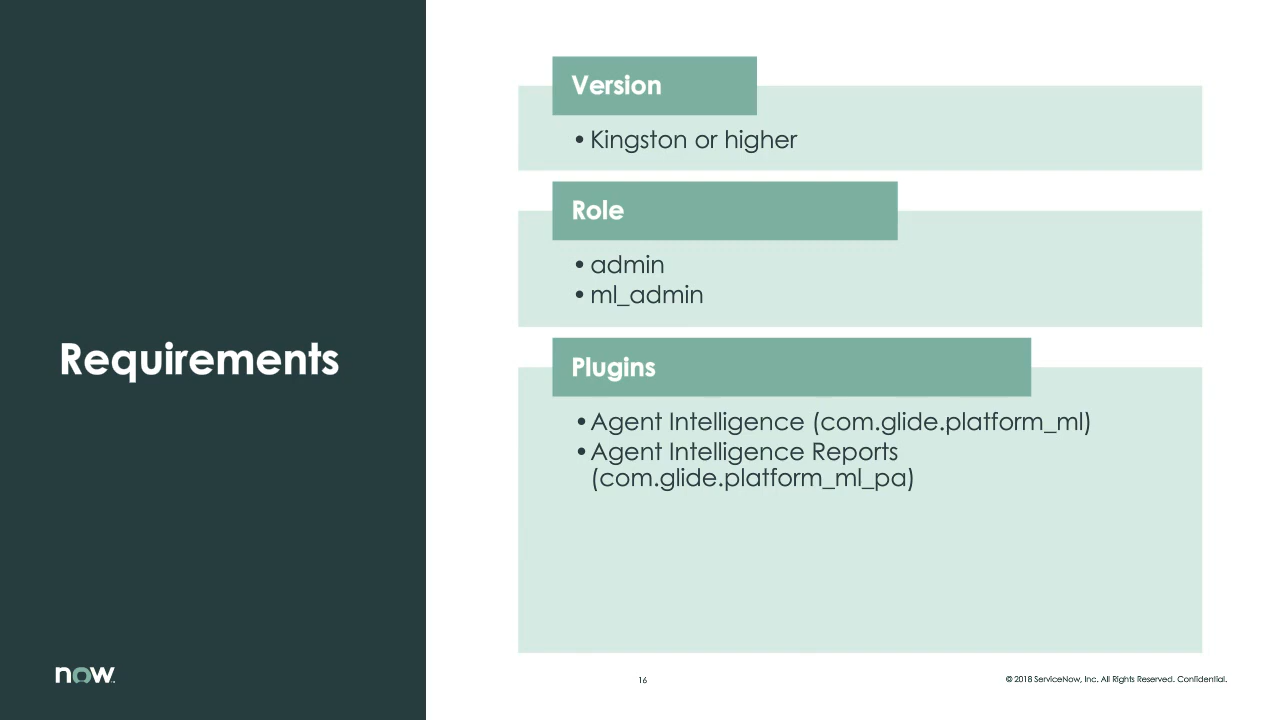 Requirements
Version
• Kingston or higher
Role
• admin
• ml_admin
Plugins
• Agent Intelligence (com.glide.platform_ml)
• Agent Intelligence Reports
(com.glide.platform_ml_pa)
now.
16
© 2018 ServiceNow, Inc. All Rights Reserved. Confidential.